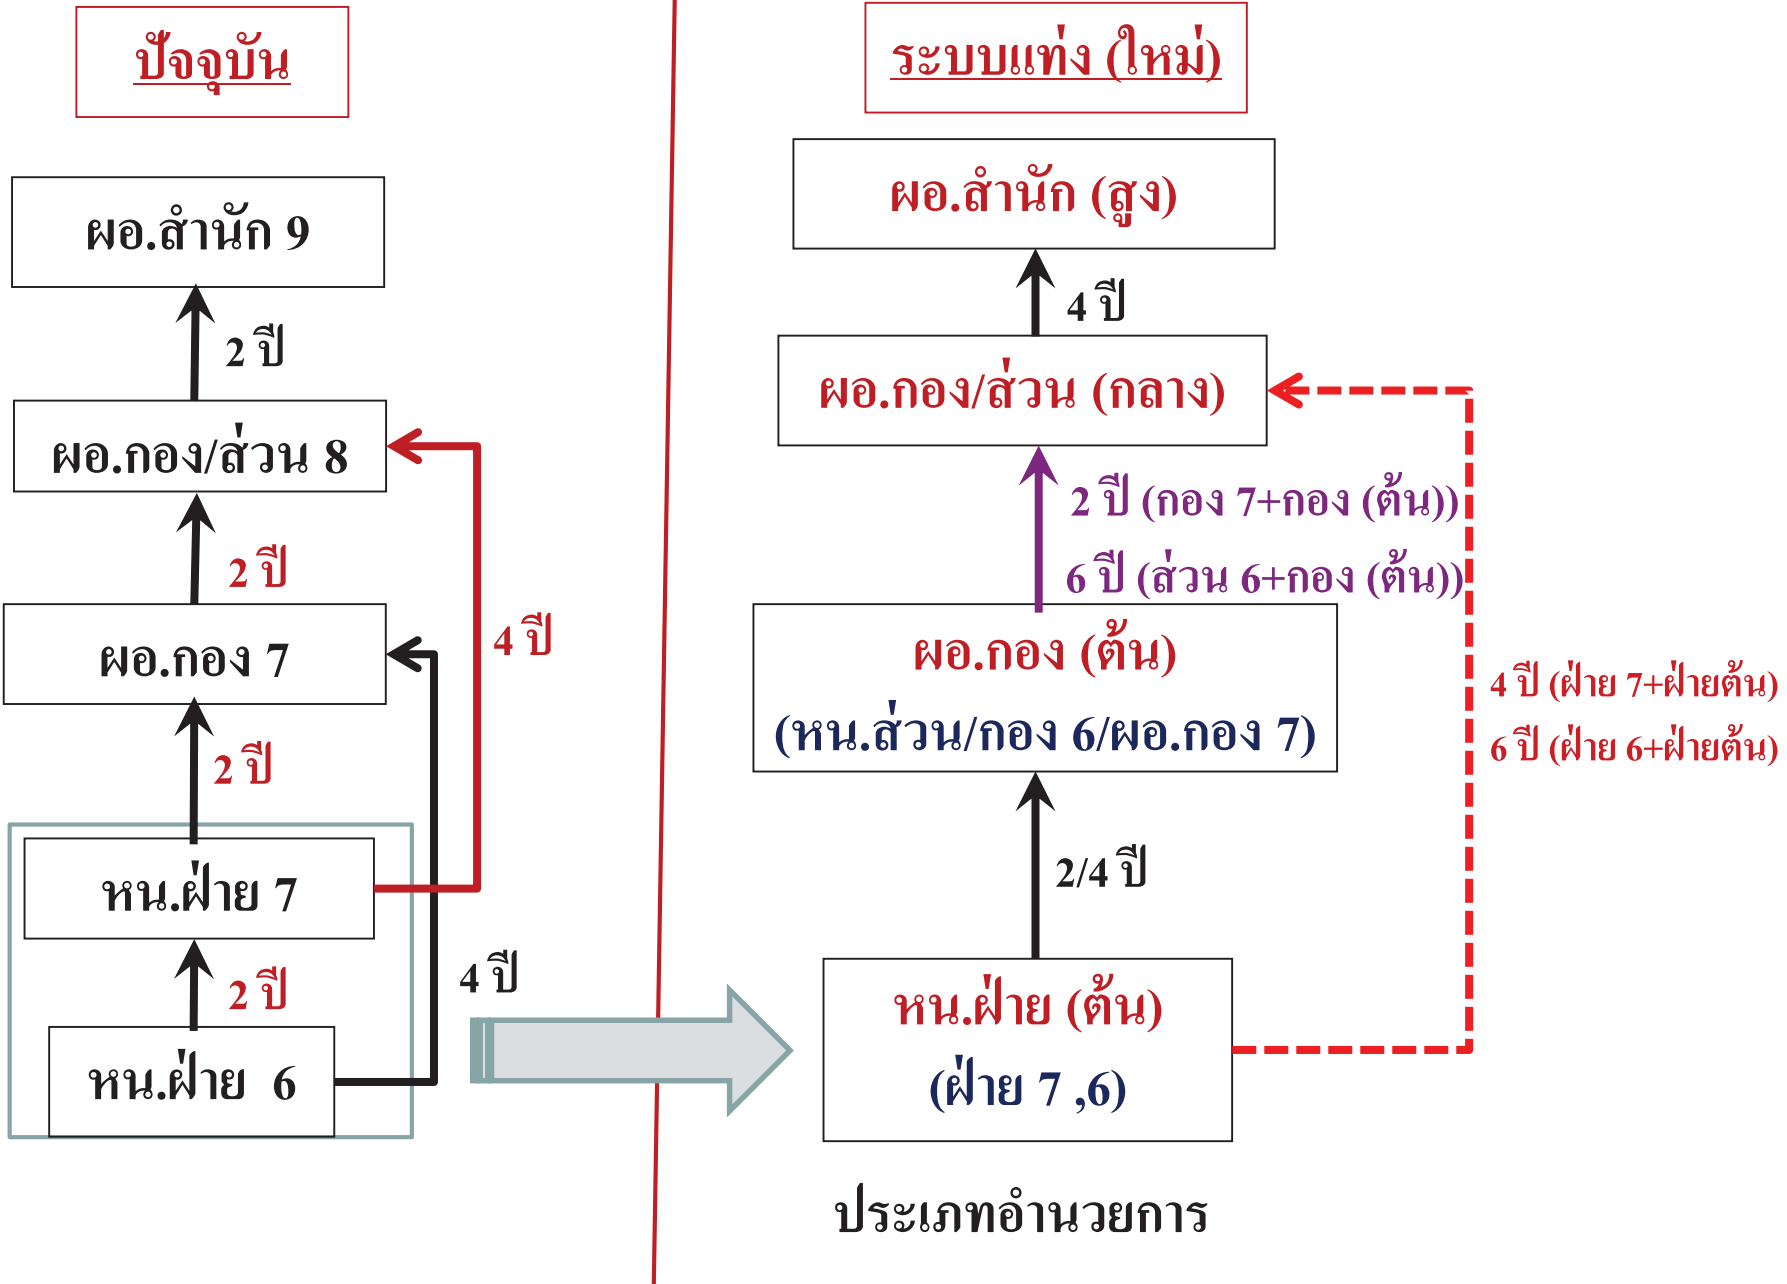 ปัจจุบัน
ผอ.สำนัก 9
2 ปี
ผอ.กอง/ส่วน 8
2 ปี
ผอ.กอง 7
4 ปี
2 ปี
หน.ฝ่าย 7
4 ปี
2 ปี
หน.ฝ่าย 6
ระบบแท่ง (ใหม่)
ผอ.สำนัก (สูง)
4 ปี
ผอ.กอง/ส่วน (กลาง)
2 ปี (กอง 7+กอง (ต้น))
6 ปี (ส่วน 6+กอง (ต้น))
ผอ.กอง (ต้น)
(หน.ส่วน/กอง 6/ผอ.กอง 7)
4 ปี (ฝ่าย 7+ฝ่ายต้น)
6 ปี (ฝ่าย 6+ฝ่ายต้น)
2/4 ปี
หน.ฝ่าย (ต้น)
(ฝ่าย 7 ,6)
ประเภทอำนวยการ